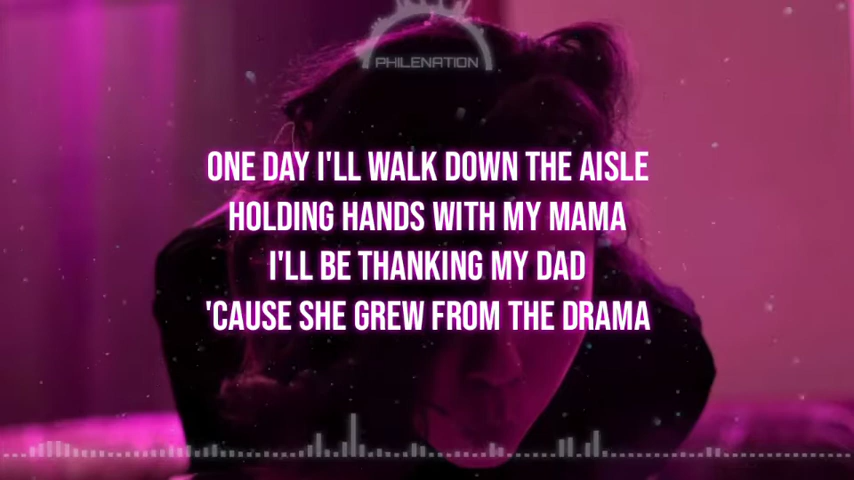 PHILENATION
ONE DAY I'LL WALK DOWN THE AISLE
HOLDING HANDS WITH MY MAMA
I'LL BE THANKING MY DAD
'CAUSE SHE GREW FROM THE DRAMA